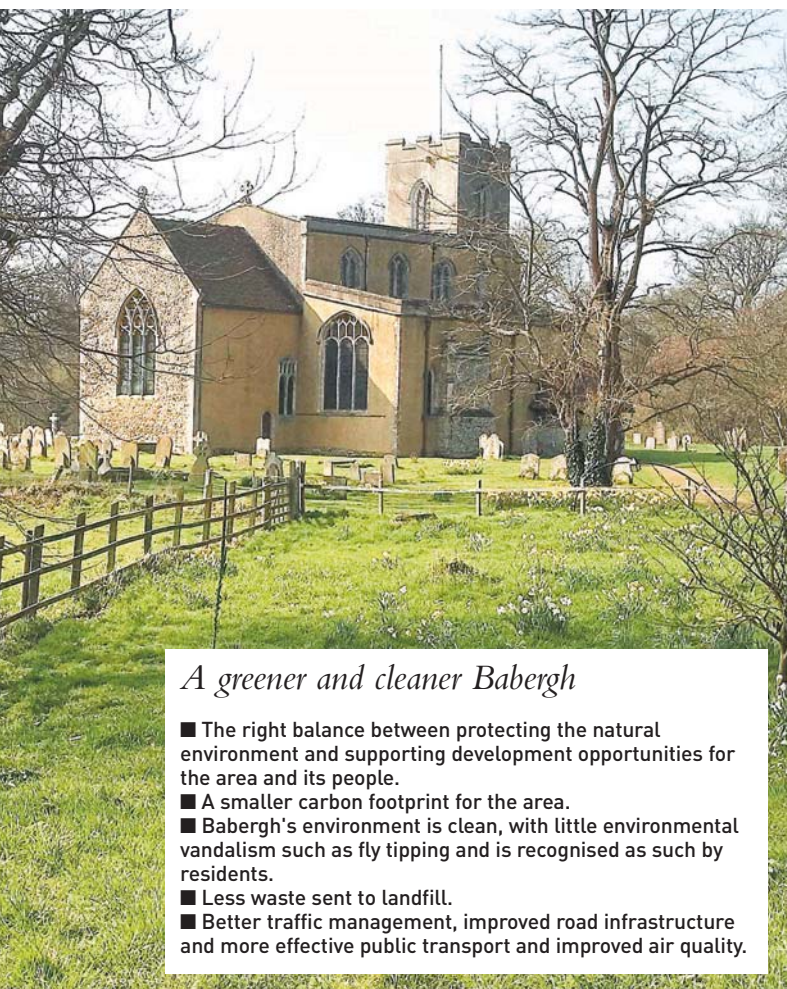 A greener and cleaner Babergh
■ The right balance between protecting the natural
environment and supporting development opportunities for
the area and its people.
■ A smaller carbon footprint for the area.
■ Babergh's environment is clean, with little environmental
vandalism such as fly tipping and is recognised as such by
residents.
■ Less waste sent to landfill.
■ Better traffic management, improved road infrastructure
and more effective public transport and improved air quality.